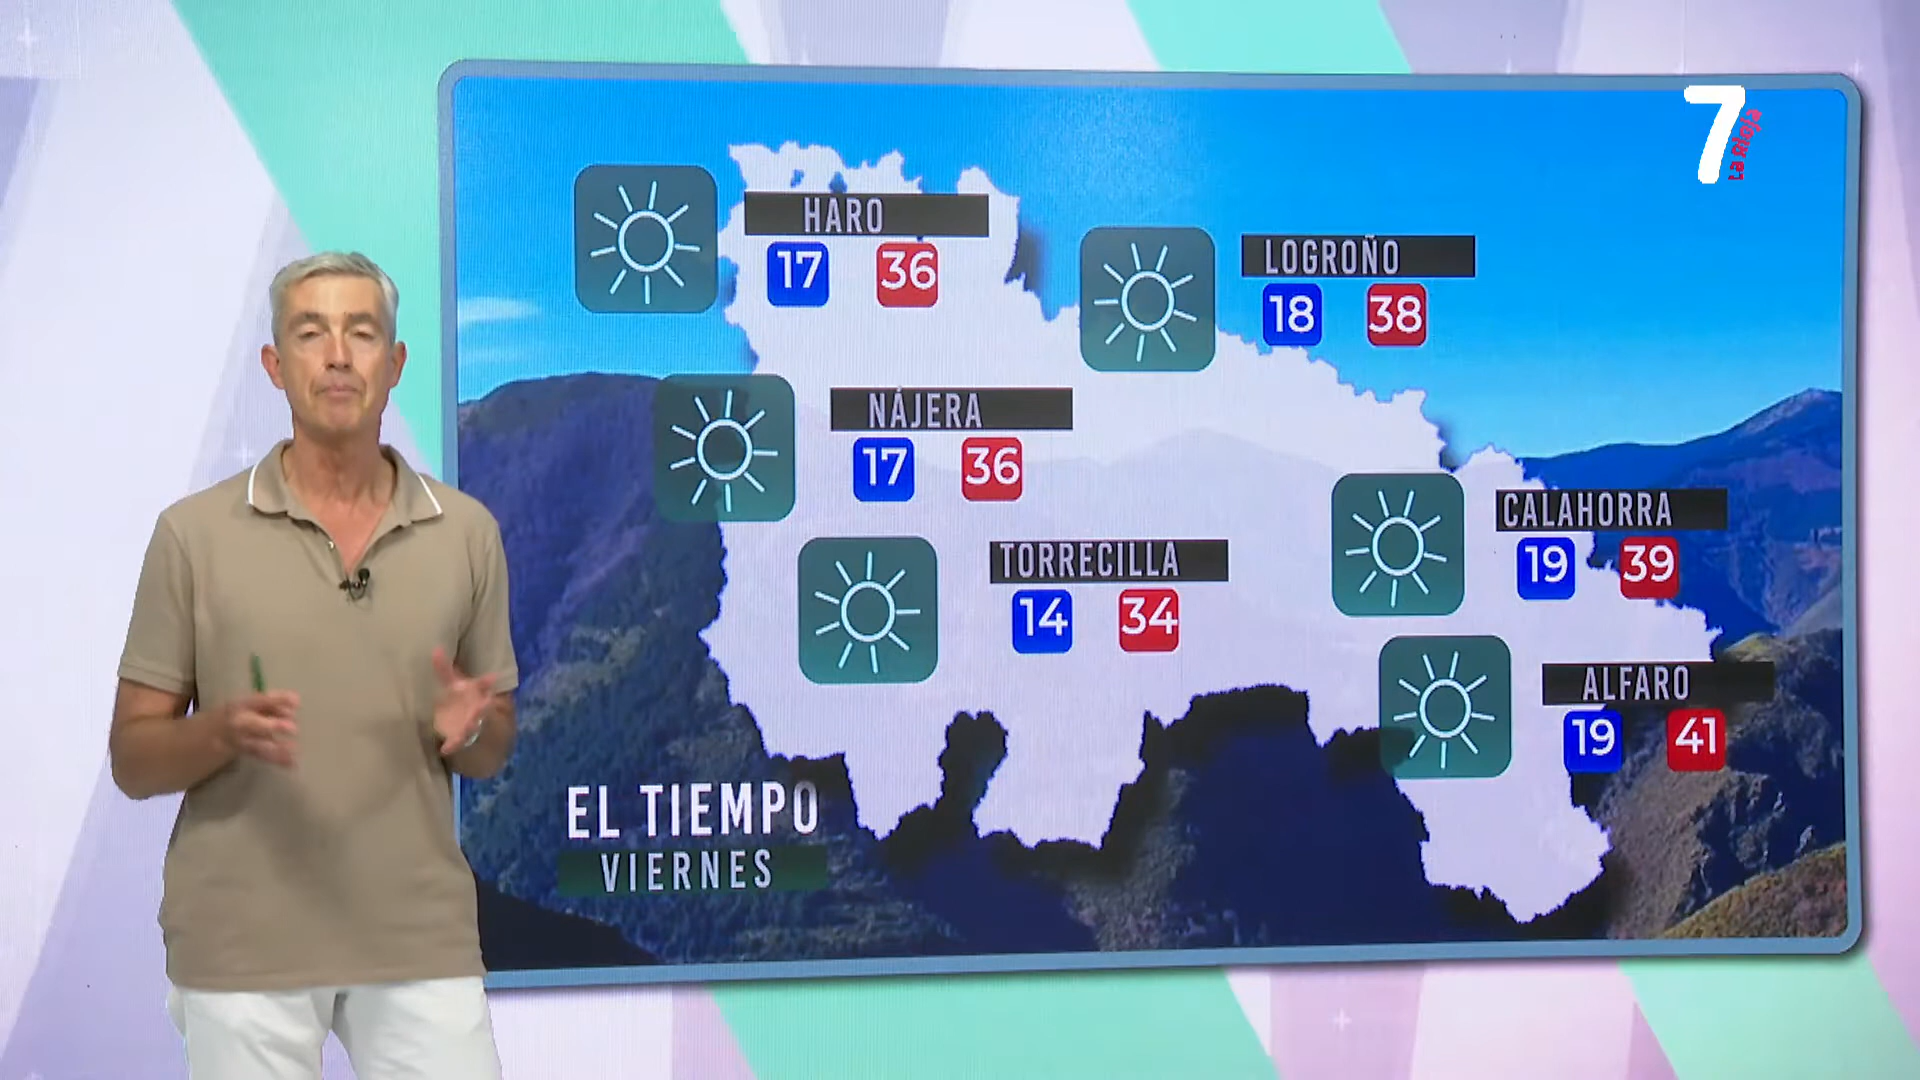 7
La Rioja
HARO
17 36
LOGROÑO
18 38
NÁJERA
17 36
CALAHORRA
19 39
TORRECILLA
14 34
ALFARO
19 41
EL TIEMPO
VIERNES